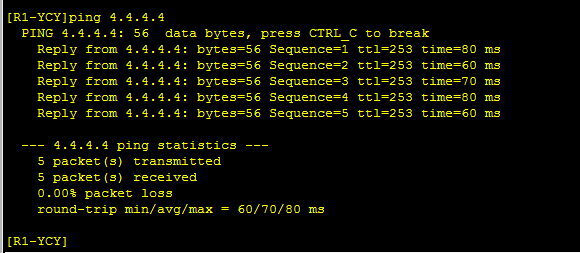 [R1-YCY]ping 4.4.4.4
PING 4.4.4.4: 56  data bytes, press CTRL_C to break
Reply from 4.4.4.4: bytes=56 Sequence=1 ttl=253 time=80 ms
Reply from 4.4.4.4: bytes=56 Sequence=2 ttl=253 time=60 ms
Reply from 4.4.4.4: bytes=56 Sequence=3 ttl=253 time=70 ms
Reply from 4.4.4.4: bytes=56 Sequence=4 ttl=253 time=80 ms
Reply from 4.4.4.4: bytes=56 Sequence=5 ttl=253 time=60 ms
--- 4.4.4.4 ping statistics ---
5 packet(s) transmitted
5 packet(s) received
0.00% packet loss
round-trip min/avg/max = 60/70/80 ms
[R1-YCY]